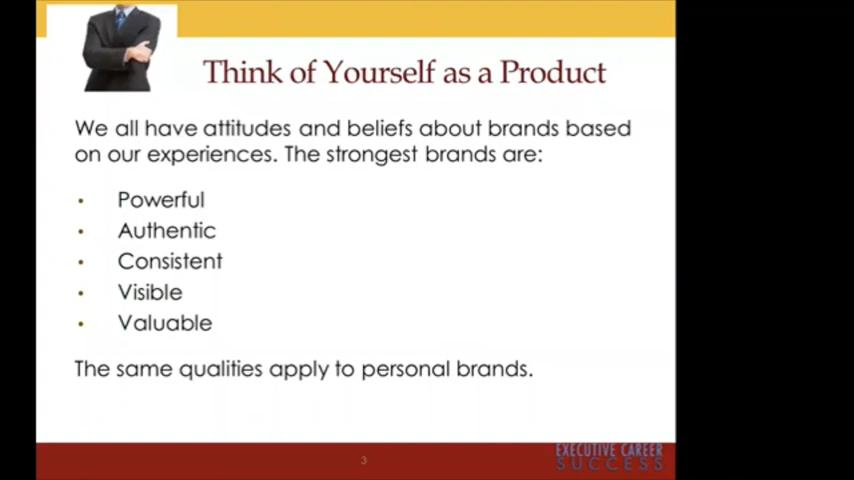 Think of Yourself as a Product
We all have attitudes and beliefs about brands based
on our experiences. The strongest brands are:
• Powerful
• Authentic
• Consistent
• Visible
• Valuable
The same qualities apply to personal brands.
3
EXECUTIVE CAREER
SUCCESS